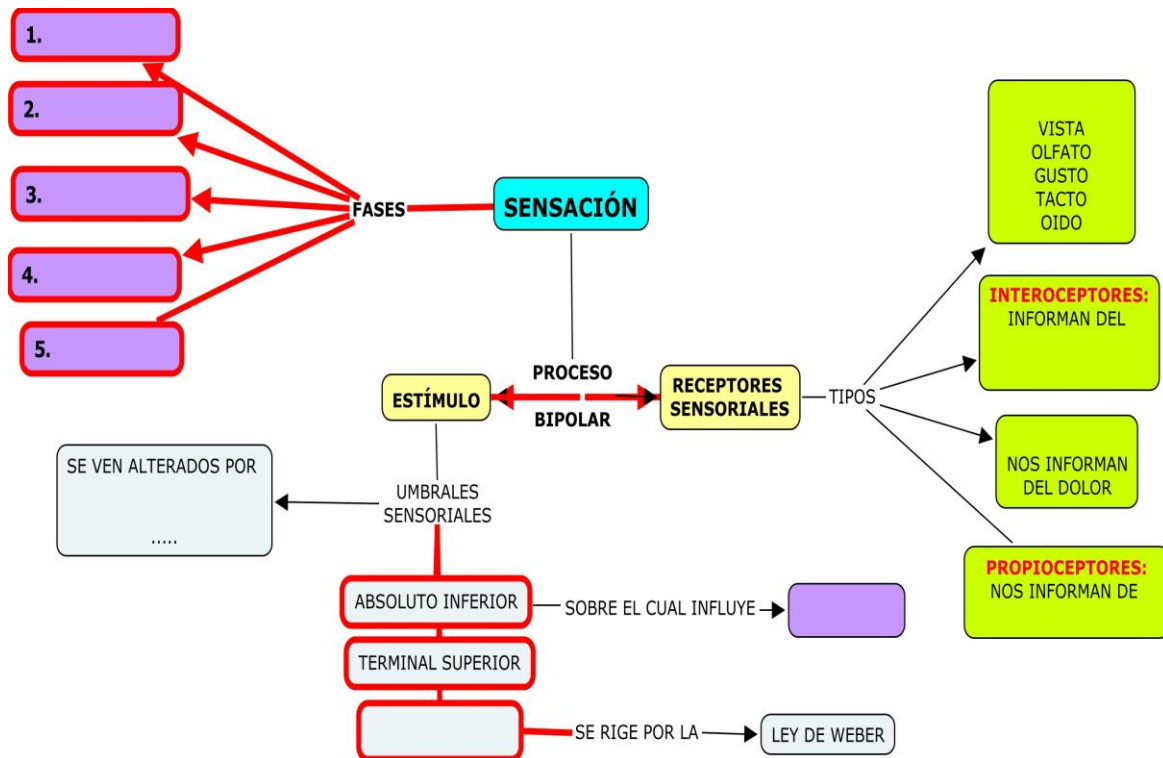 1.
2.
3.
4.
5.
FASES
SENSACIÓN
PROCESO
BIPOLAR
ESTÍMULO
RECEPTORES
SENSORIALES
TIPOS
VISTA
OLFATO
GUSTO
TACTO
OIDO
INTEROCEPTORES:
INFORMAN DEL
NOS INFORMAN
DEL DOLOR
PROPIOCEPTORES:
NOS INFORMAN DE
SE VEN ALTERADOS POR
.....
UMBRALES
SENSORIALES
ABSOLUTO INFERIOR
SOBRE EL CUAL INFLUYE
TERMINAL SUPERIOR
SE RIGE POR LA
LEY DE WEBER